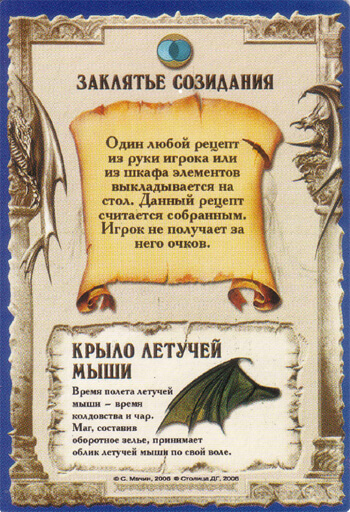 ЗАКЛЯТЬЕ СОЗИДАНИЯ
Один любой рецепт
из руки игрока или
из шкафа элементов
выкладывается на
стол. Данный рецепт
считается собранным.
Игрок не получает за
него очков.
КРЫЛО ЛЕТУЧЕЙ
МЫШИ
Время полета летучей
мыши – время
колдовства и чар.
Маг, составив
оборотное зелье, принимает
облик летучей мыши по свой воле.
© С. Мачин, 2006 © Столица ДГ, 2006